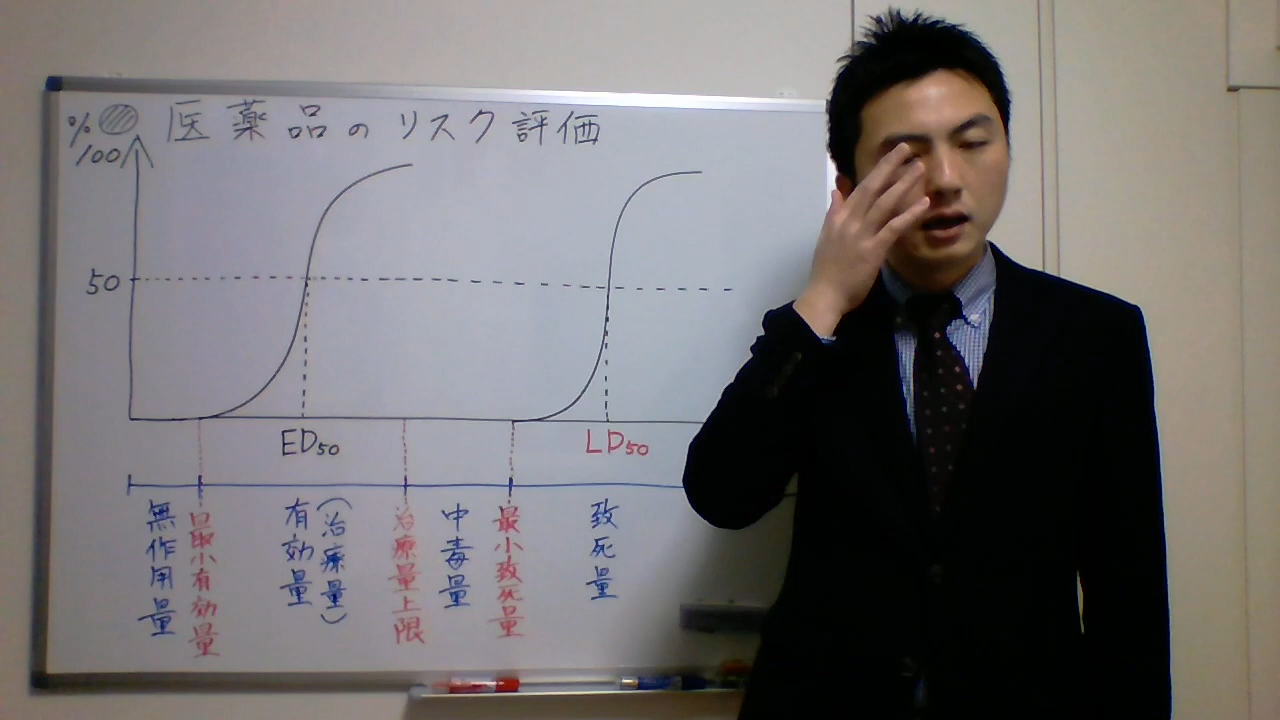 % 医薬品のリスク評価
100
50
ED50
LD50
無作用量
最小有効量
有効量
(治療量)
治療量上限
中毒量
最小致死量
致死量